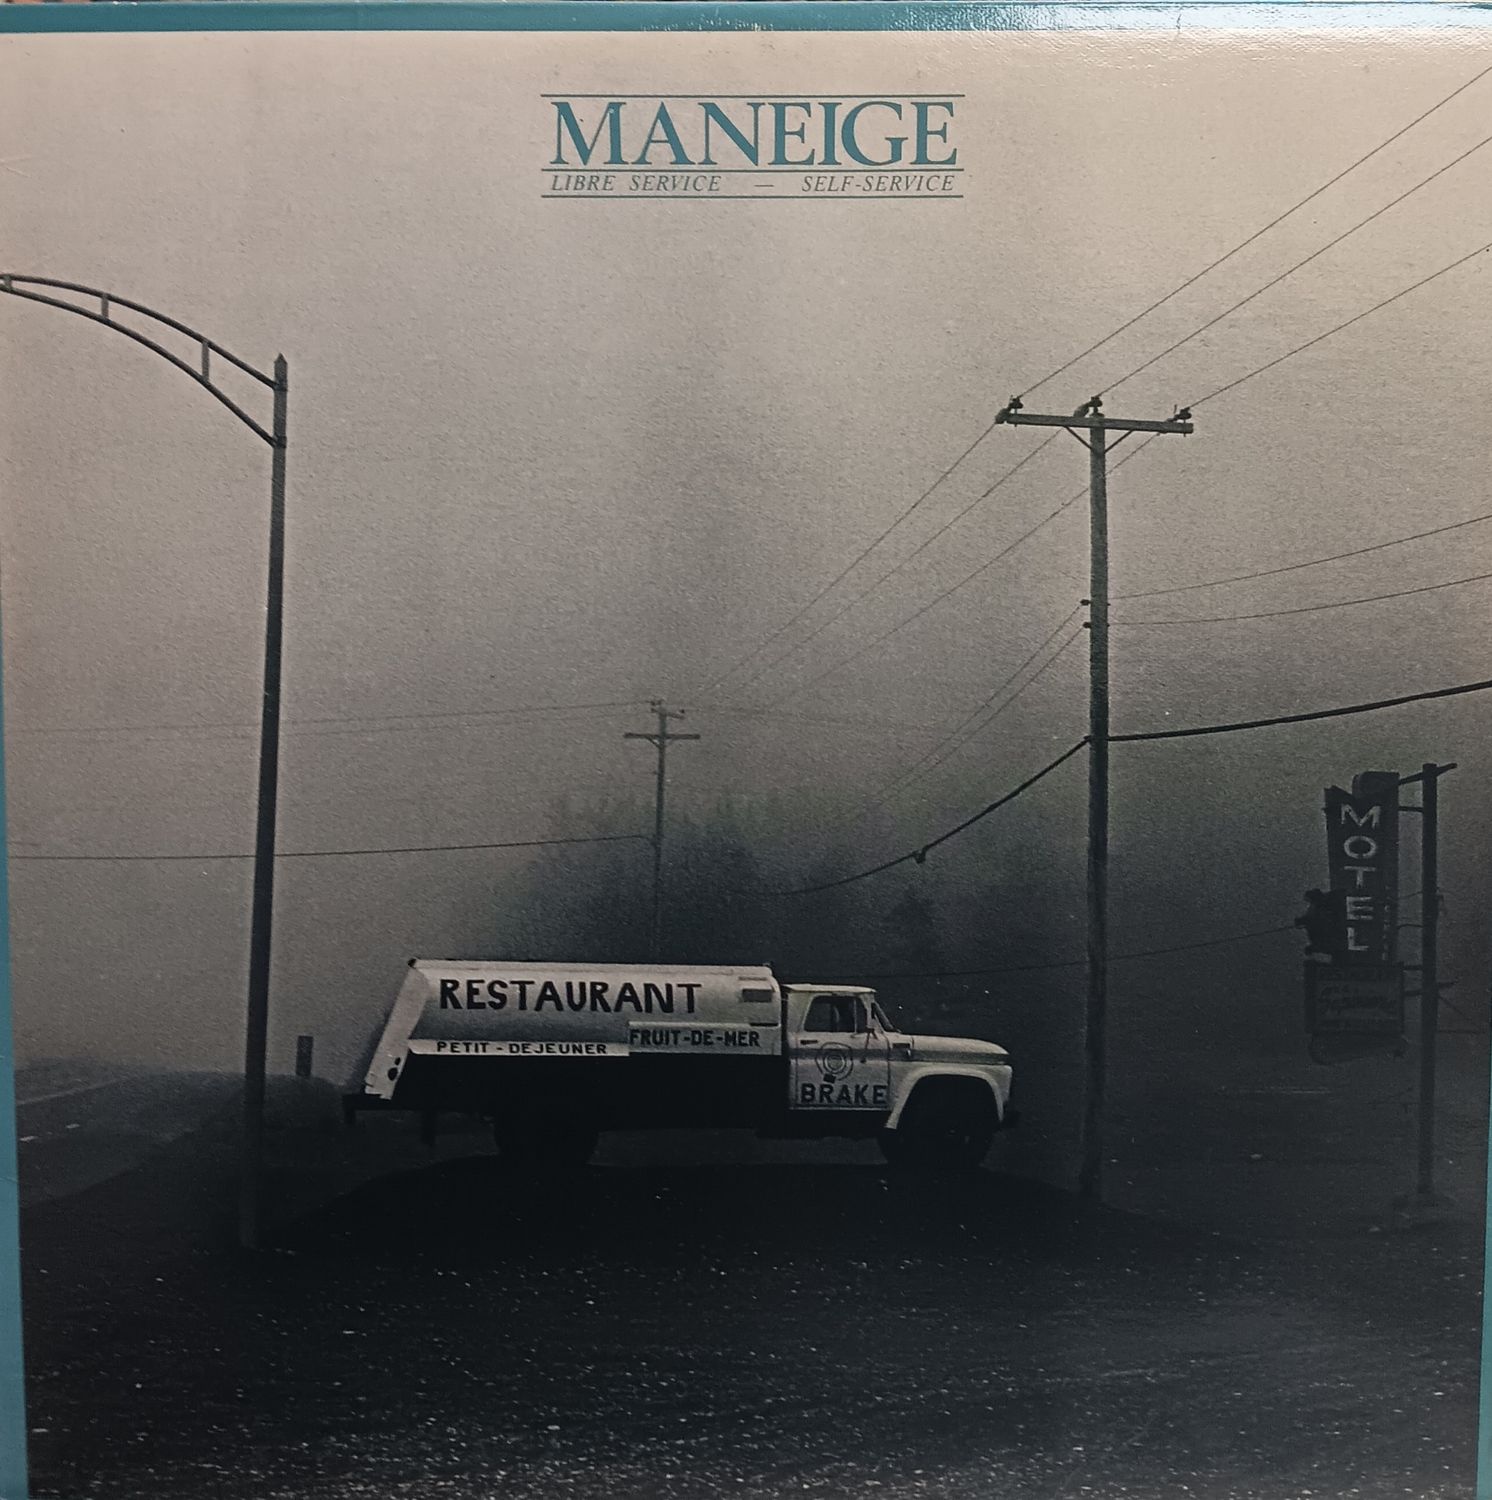 MANEIGE
LIBRE SERVICE — SELF-SERVICE
MOTEL
RESTAURANT
FRUIT-DE-MER
PETIT-DEJEUNER
BRAKE